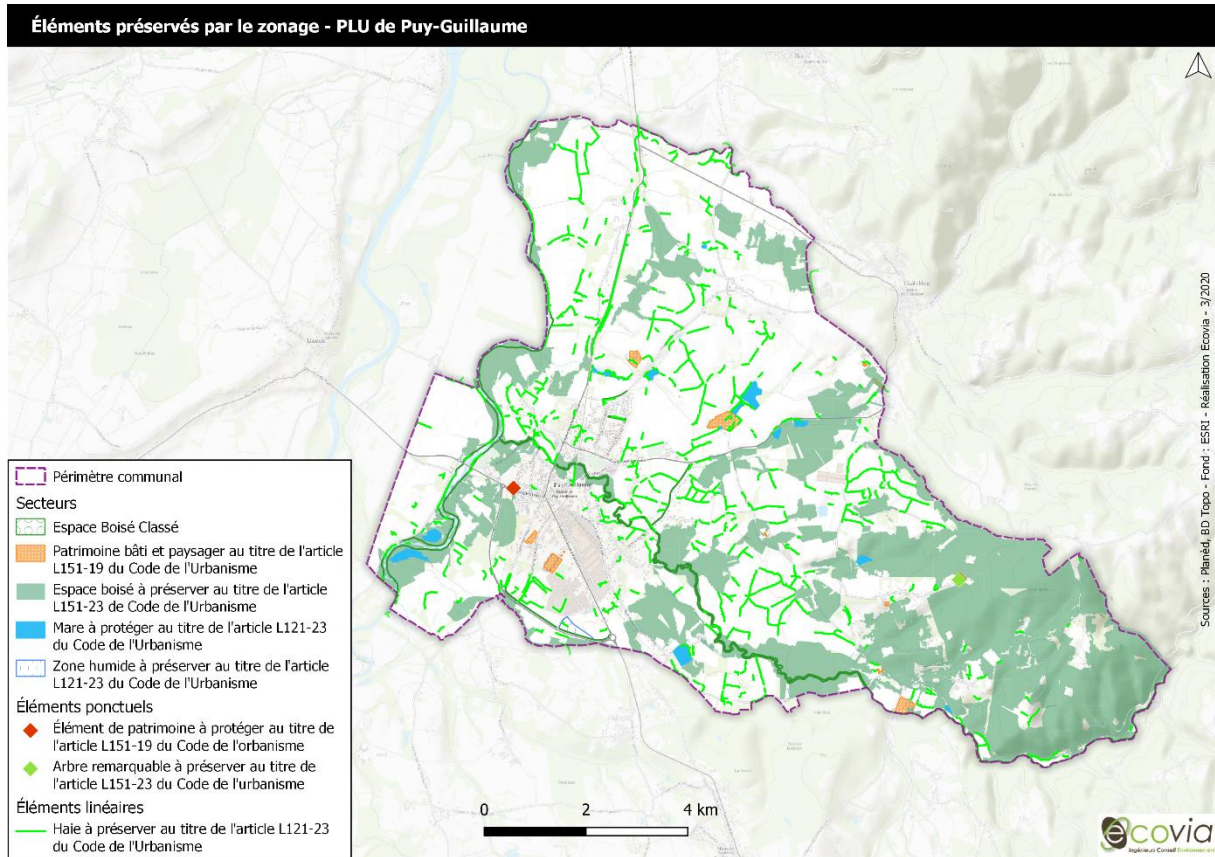 Éléments préservés par le zonage - PLU de Puy-Guillaume
Périmètre communal
Secteurs
Espace Boisé Classé
Patrimoine bâti et paysager au titre de l'article
L151-19 du Code de l'Urbanisme
Espace boisé à préserver au titre de l'article
L151-23 de Code de l'Urbanisme
Mare à protéger au titre de l'article L121-23
du Code de l'Urbanisme
Zone humide à préserver au titre de l'article
L121-23 du Code de l'Urbanisme
Éléments ponctuels
Élément de patrimoine à protéger au titre de
l'article L151-19 du Code de l'orbanisme
Arbre remarquable à préserver au titre de
l'article L151-23 du Code de l'urbanisme
Éléments linéaires
Haie à préserver au titre de l'article L121-23
du Code de l'Urbanisme
0 2 4 km
Sources : Planèd, BD Topo - Fond : ESRI - Réalisation Ecovia - 3/2020
écovia
Ingénieurs Conseil Environnement